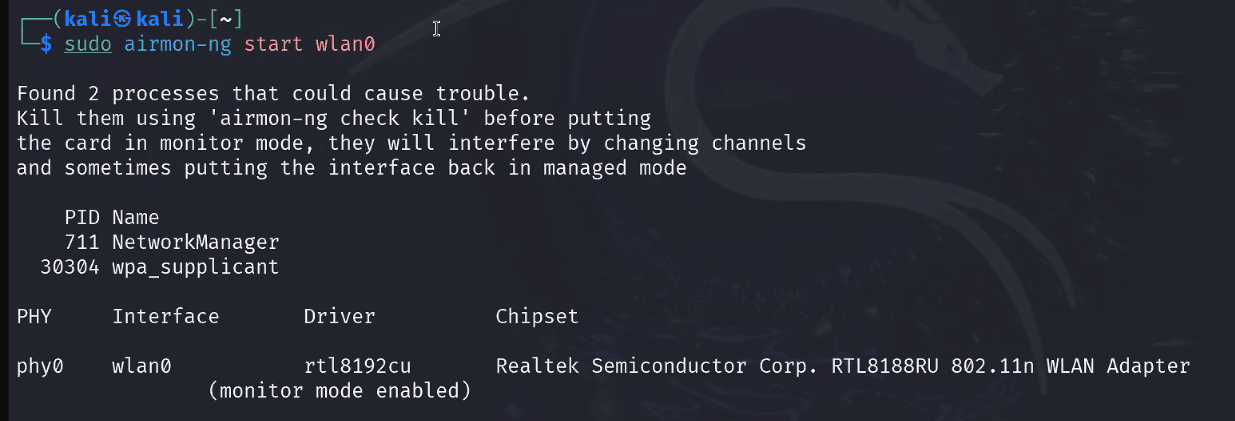 ┌──(kali㉿kali)-[~]
└─$ sudo airmon-ng start wlan0
Found 2 processes that could cause trouble.
Kill them using 'airmon-ng check kill' before putting
the card in monitor mode, they will interfere by changing channels
and sometimes putting the interface back in managed mode
PID Name
711 NetworkManager
30304 wpa_supplicant
PHY Interface Driver Chipset
phy0 wlan0 rtl8192cu Realtek Semiconductor Corp. RTL8188RU 802.11n WLAN Adapter
(monitor mode enabled)